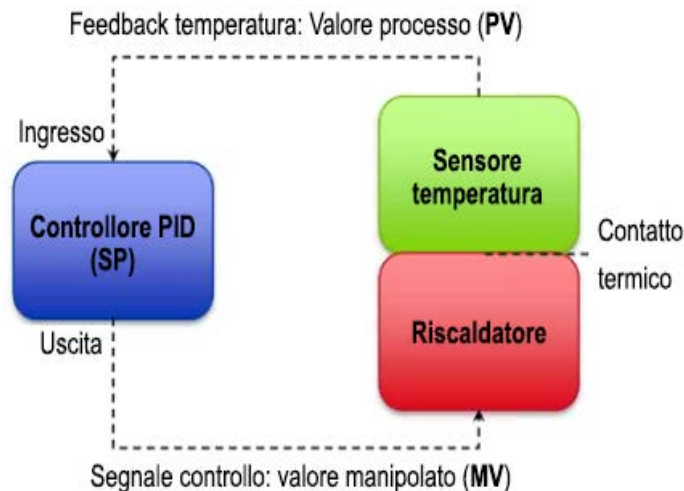 Feedback temperatura: Valore processo (PV)
Ingresso
Sensore
temperatura
Controllore PID
(SP)
Contatto
termico
Riscaldatore
Uscita
Segnale controllo: valore manipolato (MV)